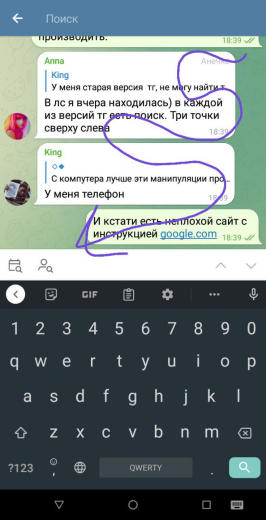 Поиск
производить.
18:39
Anna
Анечка
King
У меня старая версия тг, не могу найти т...
В лс я вчера находилась) в каждой
из версий тг есть поиск. Три точки
сверху слева
18:39
King
С компьютера лучше эти манипуляции про...
У меня телефон
18:39
И кстати есть неплохой сайт с
инструкцией google.com
18:39
GIF
1 2 3 4 5 6 7 8 9 0
q w e r t y u i o p
a s d f g h j k l
z x c v b n m
?123 , QWERTY .